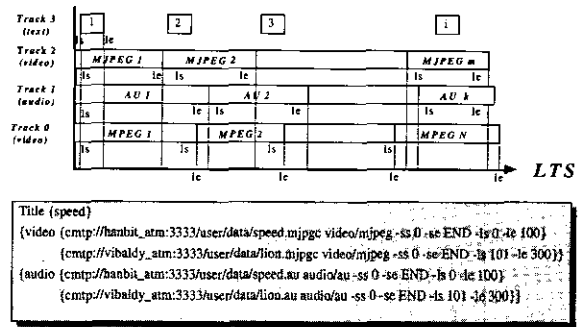 Track 3 1 2 3 i
(text)
ls le
Track 2 MJPEG 1 MJPEG 2 MJPEG m
(video)
ls le ls le ls le
Track 1 AU 1 AU 2 AU k
(audio)
ls le ls le ls le
Track 0 MPEG 1 MPEG 2 MPEG N
(video)
ls ls ls
le le le
LTS
Title {speed}
{video {cmtp://hanbit_atm:3333/user/data/speed.mjpgc video/mjpeg -ss 0 -se END -ls 0 -le 100}
{cmtp://vibaldy_atm:3333/user/data/lion.mjpgc video/mjpeg -ss 0 -se END -ls 101 -le 300}}
{audio {cmtp://hanbit_atm:3333/user/data/speed.au audio/au -ss 0 -se END -ls 0 -le 100}
{cmtp://vibaldy_atm:3333/user/data/lion.au audio/au -ss 0 -se END -ls 101 -le 300}}